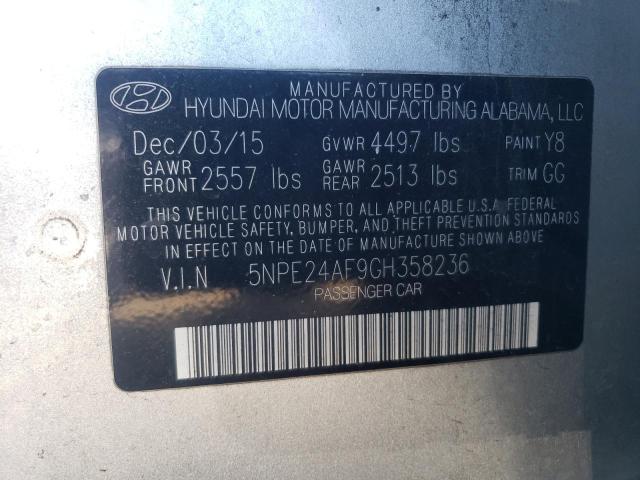 MANUFACTURED BY
HYUNDAI MOTOR MANUFACTURING ALABAMA, LLC
Dec/03/15 GVWR 4497 lbs PAINT Y8
GAWR FRONT 2557 lbs GAWR REAR 2513 lbs TRIM GG
THIS VEHICLE CONFORMS TO ALL APPLICABLE U.S.A. FEDERAL
MOTOR VEHICLE SAFETY, BUMPER, AND THEFT PREVENTION STANDARDS
IN EFFECT ON THE DATE OF MANUFACTURE SHOWN ABOVE.
V.I.N 5NPE24AF9GH358236
PASSENGER CAR